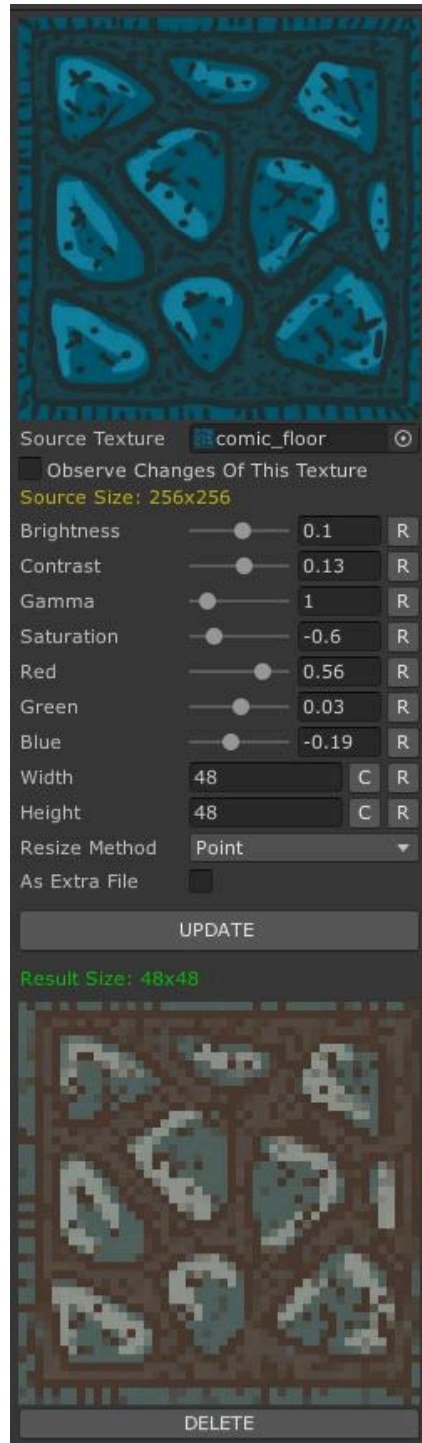 Source Texture comic_floor
Observe Changes Of This Texture
Source Size: 256x256
Brightness 0.1 R
Contrast 0.13 R
Gamma 1 R
Saturation -0.6 R
Red 0.56 R
Green 0.03 R
Blue -0.19 R
Width 48 C R
Height 48 C R
Resize Method Point
As Extra File
UPDATE
Result Size: 48x48
DELETE